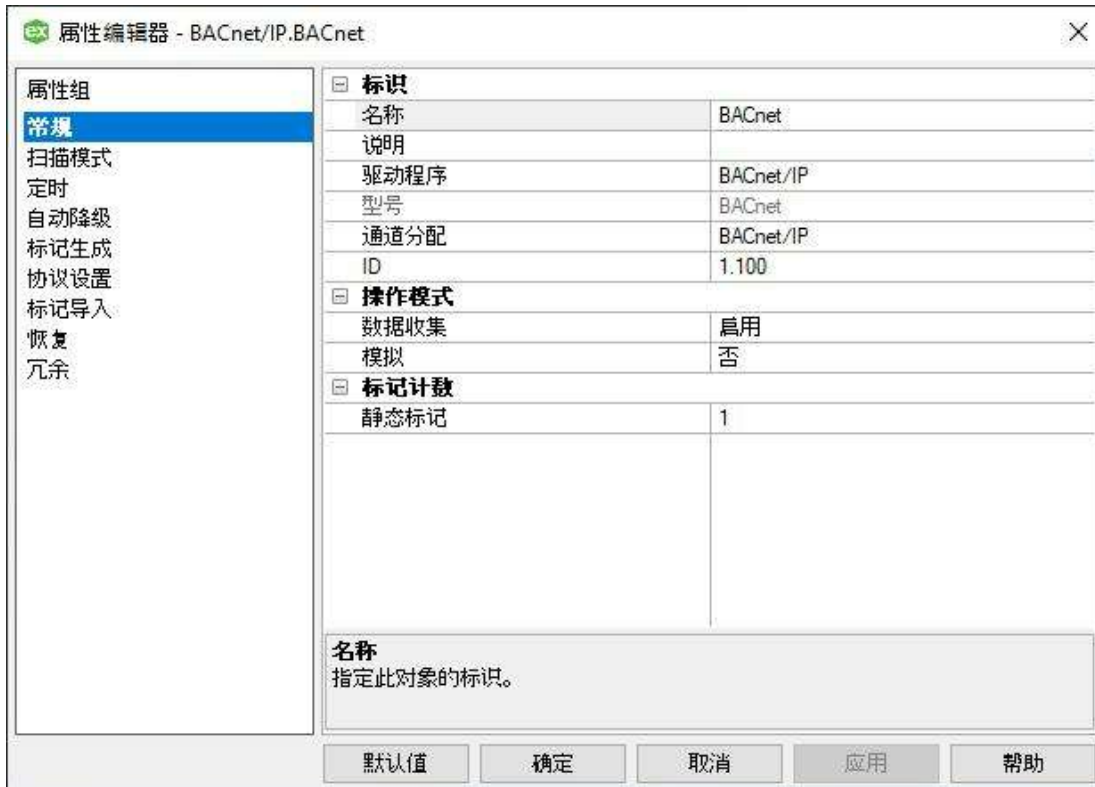 属性编辑器 - BACnet/IP.BACnet
属性组
常规
扫描模式
定时
自动降级
标记生成
协议设置
标记导入
恢复
冗余
标识
名称 BACnet
说明
驱动程序 BACnet/IP
型号 BACnet
通道分配 BACnet/IP
ID 1.100
操作模式
数据收集 启用
模拟 否
标记计数
静态标记 1
名称
指定此对象的标识。
默认值 确定 取消 应用 帮助